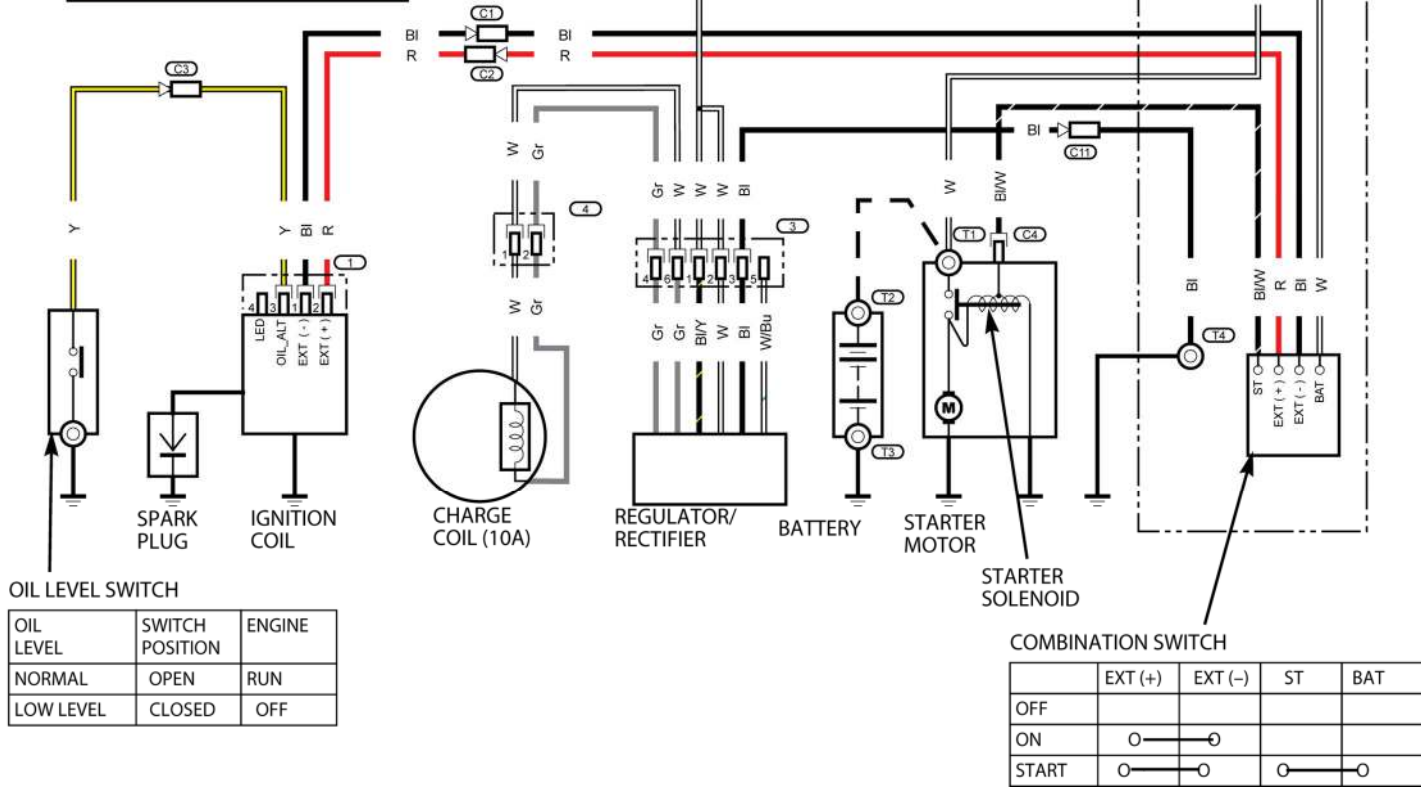 C1
Bl
Bl
R
R
C2
C3
W
Gr
Bl
C11
Y
Y
Bl
R
Gr
W
W
W
Bl
W
Bl/W
4
3
1
1
2
4
6
1
2
3
5
T1
C4
T2
T3
T4
4
3
1
2
LED
OIL_ALT
EXT (-)
EXT (+)
W
Gr
Gr
Gr
Bl/Y
W
Bl
W/Bu
Bl
Bl/W
R
Bl
W
ST
EXT (+)
EXT (-)
BAT
M
SPARK
PLUG
IGNITION
COIL
CHARGE
COIL (10A)
REGULATOR/
RECTIFIER
BATTERY
STARTER
MOTOR
STARTER
SOLENOID
OIL LEVEL SWITCH
OIL
LEVEL
SWITCH
POSITION
ENGINE
NORMAL OPEN RUN
LOW LEVEL CLOSED OFF
COMBINATION SWITCH
EXT (+) EXT (–) ST BAT
OFF
ON
START